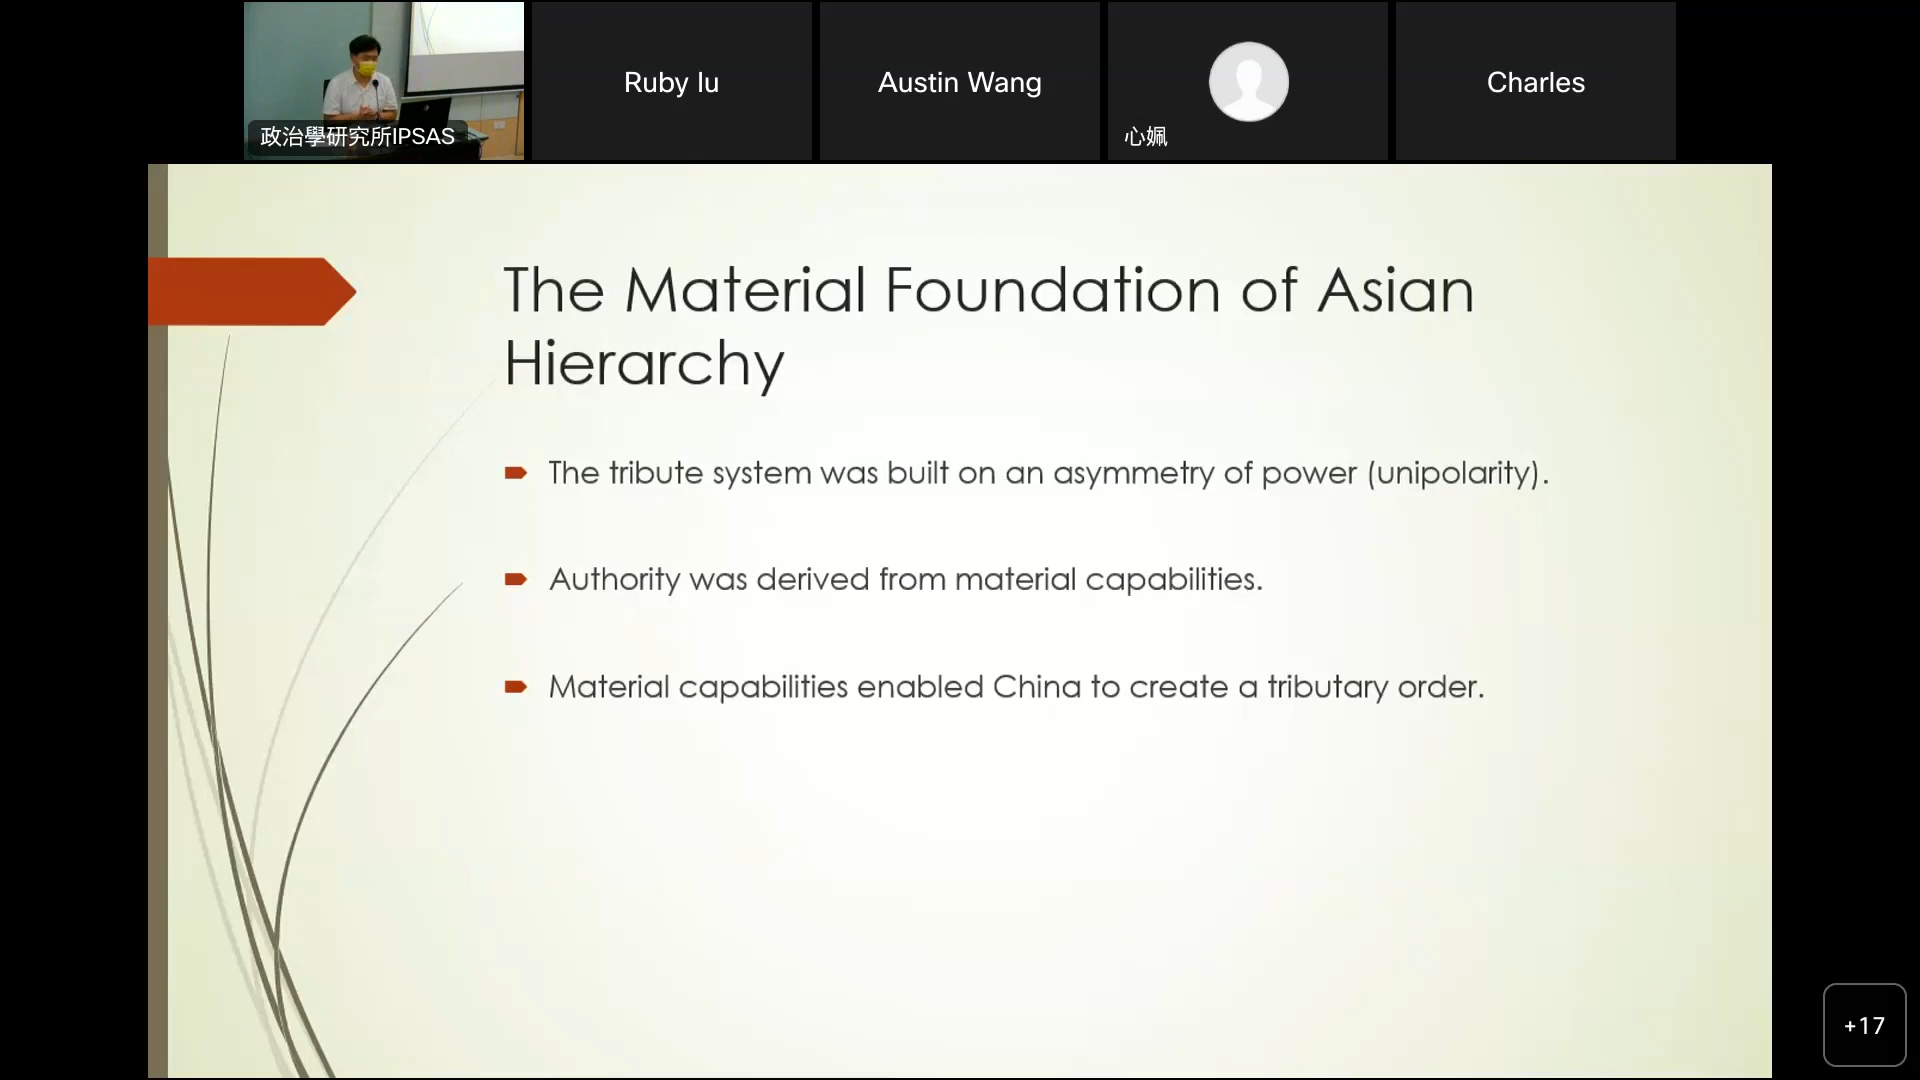 政治學研究所IPSAS
Ruby lu
Austin Wang
心姵
Charles
The Material Foundation of Asian
Hierarchy
The tribute system was built on an asymmetry of power (unipolarity).
Authority was derived from material capabilities.
Material capabilities enabled China to create a tributary order.
+17